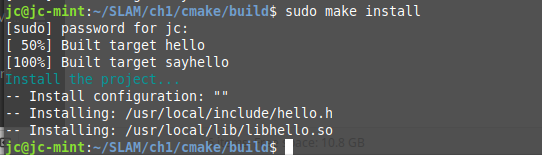 jc@jc-mint:~/SLAM/ch1/cmake/build$ sudo make install
[sudo] password for jc:
[ 50%] Built target hello
[100%] Built target sayhello
Install the project...
-- Install configuration: ""
-- Installing: /usr/local/include/hello.h
-- Installing: /usr/local/lib/libhello.so
jc@jc-mint:~/SLAM/ch1/cmake/build$ ace: 10.8 GB